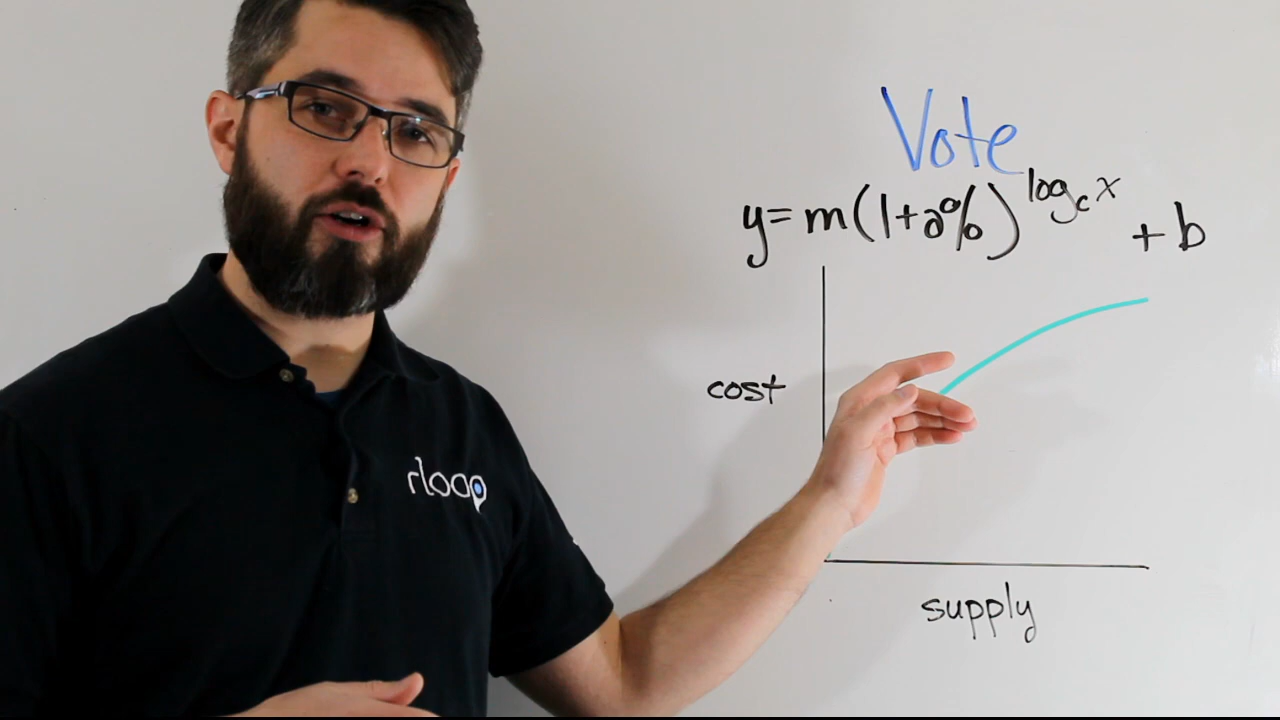 Vote
y=m(1+a%)^log_c x + b
cost
rloop
supply